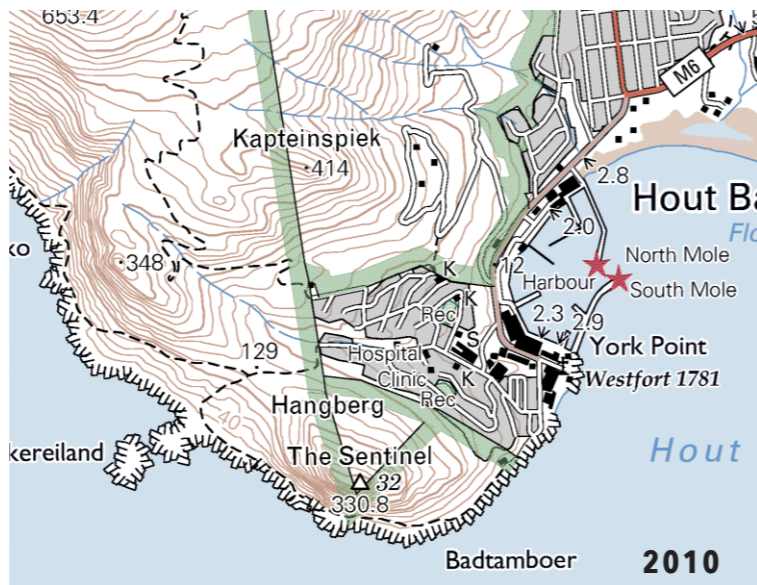 653.4
M6
Kapteinspiek
414
2.8
Hout Ba
2.0
Flo
ko
348
12
North Mole
Harbour
South Mole
K
K
Rec
2.3
2.9
S
York Point
129
Hospital
Clinic
K
Westfort 1781
Rec
Hangberg
40
kereiland
The Sentinel
32
330.8
Hout
Badtamboer
2010